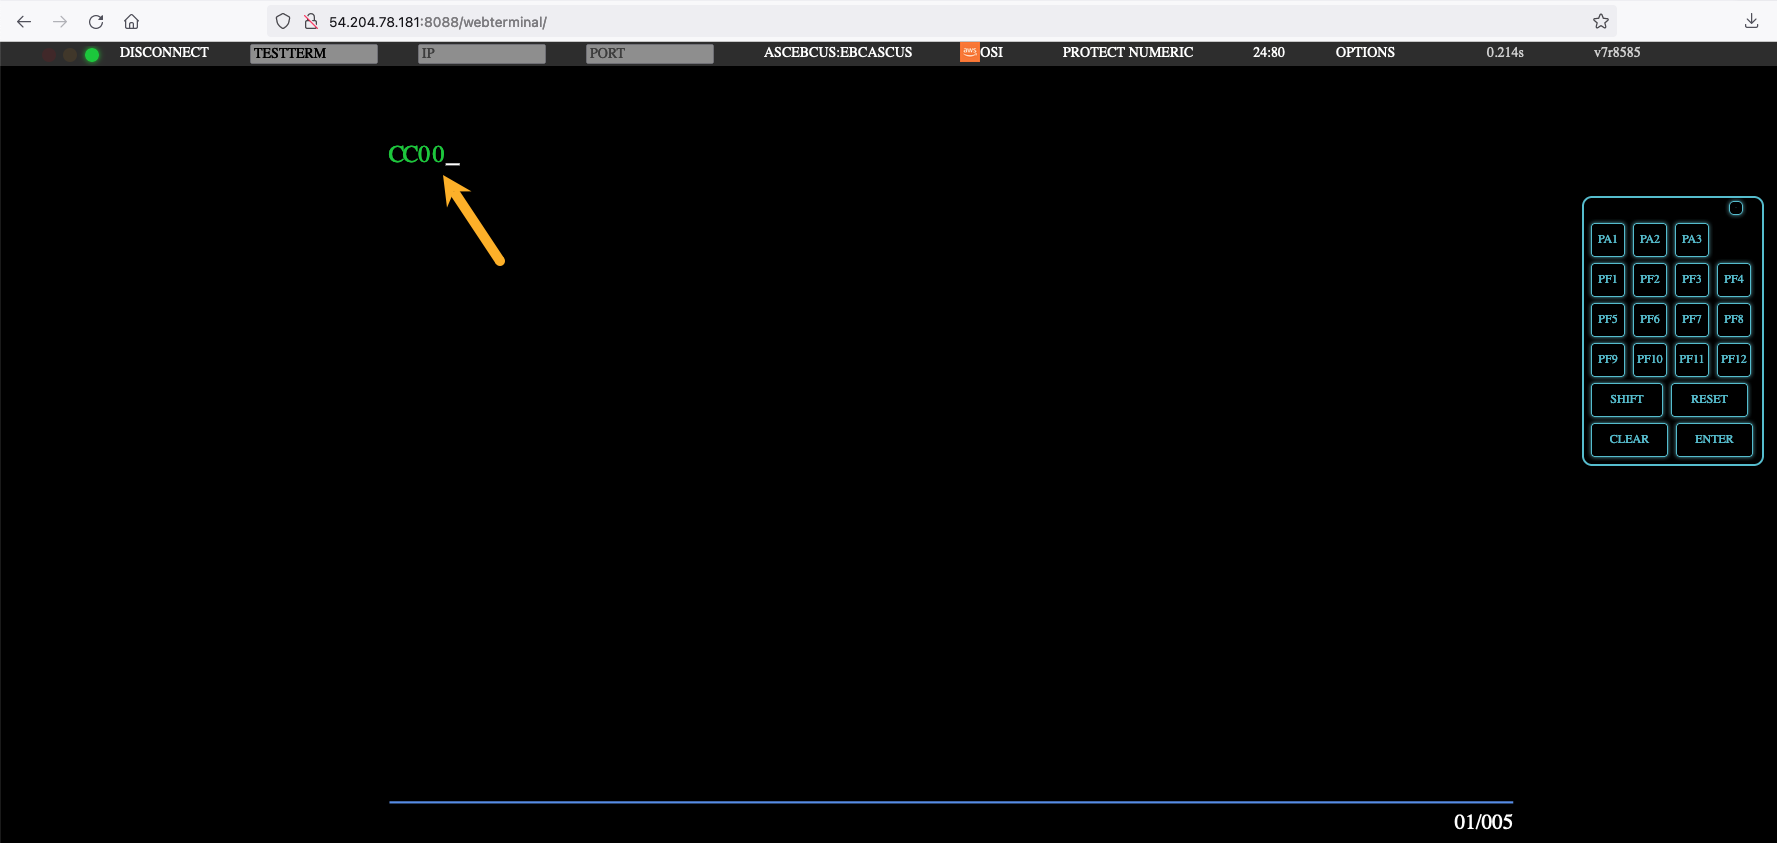 54.204.78.181:8088/webterminal/
DISCONNECT TESTTERM IP PORT ASCEBCUS:EBCASCUS aws OSI PROTECT NUMERIC 24:80 OPTIONS 0.214s v7r8585
CC00_
PA1 PA2 PA3
PF1 PF2 PF3 PF4
PF5 PF6 PF7 PF8
PF9 PF10 PF11 PF12
SHIFT RESET
CLEAR ENTER
01/005